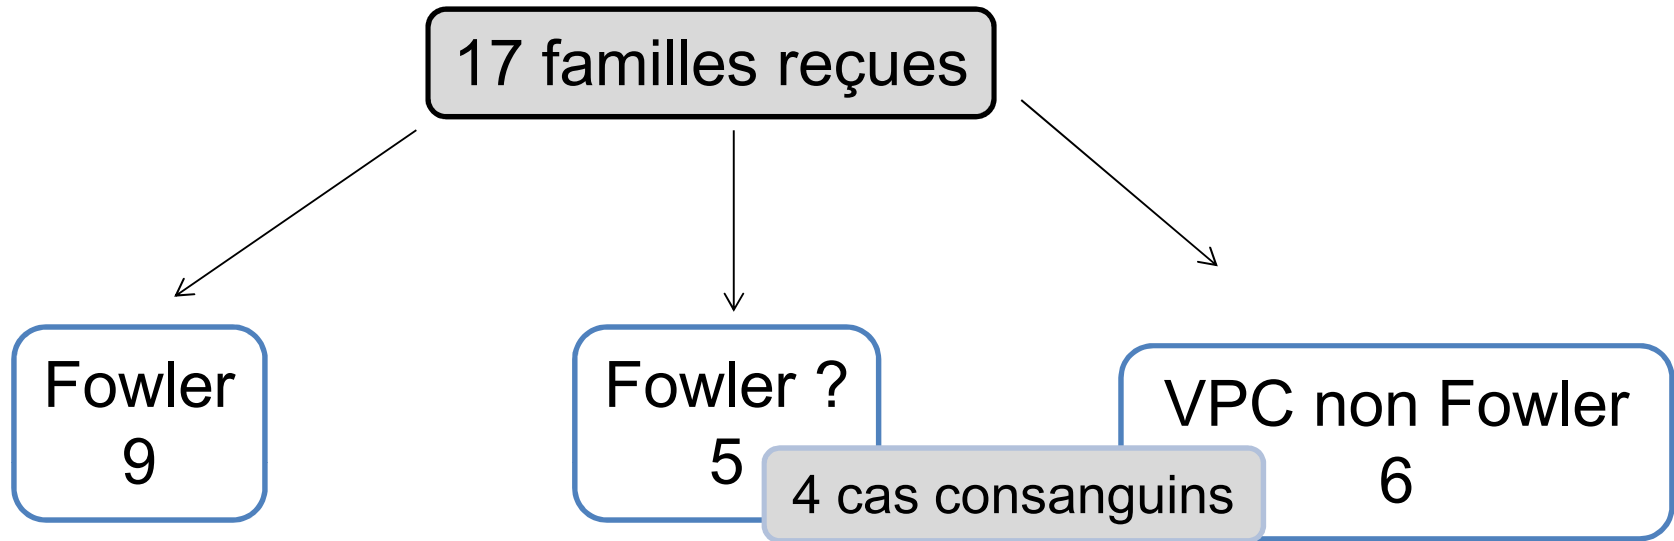 17 familles reçues
Fowler
9
Fowler ?
5
4 cas consanguins
VPC non Fowler
6